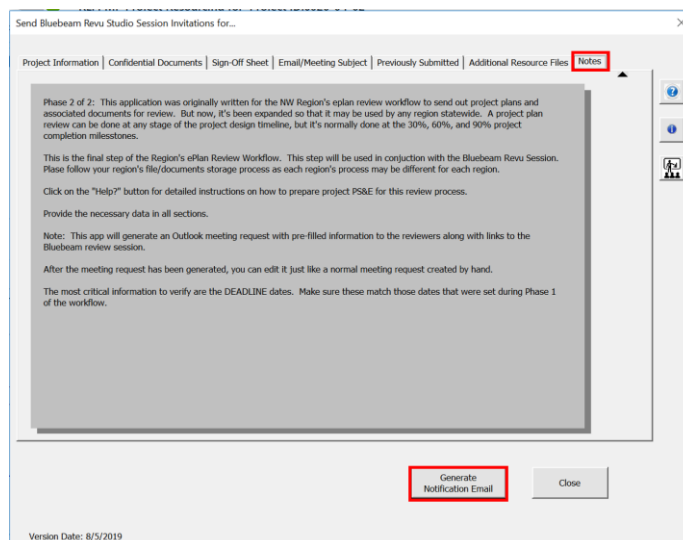 Send Bluebeam Revu Studio Session Invitations for...
Project Information
Confidential Documents
Sign-Off Sheet
Email/Meeting Subject
Previously Submitted
Additional Resource Files
Notes
Phase 2 of 2:  This application was originally written for the NW Region's eplan review workflow to send out project plans and
associated documents for review.  But now, it's been expanded so that it may be used by any region statewide.  A project plan
review can be done at any stage of the project design timeline, but it's normally done at the 30%, 60%, and 90% project
completion milesstones.
This is the final step of the Region's ePlan Review Workflow.  This step will be used in conjuction with the Bluebeam Revu Session.
Plase follow your region's file/documents storage process as each region's process may be different for each region.
Click on the "Help?" button for detailed instructions on how to prepare project PS&E for this review process.
Provide the necessary data in all sections.
Note:  This app will generate an Outlook meeting request with pre-filled information to the reviewers along with links to the
Bluebeam review session.
After the meeting request has been generated, you can edit it just like a normal meeting request created by hand.
The most critical information to verify are the DEADLINE dates.  Make sure these match those dates that were set during Phase 1
of the workflow.
Generate
Notification Email
Close
Version Date: 8/5/2019